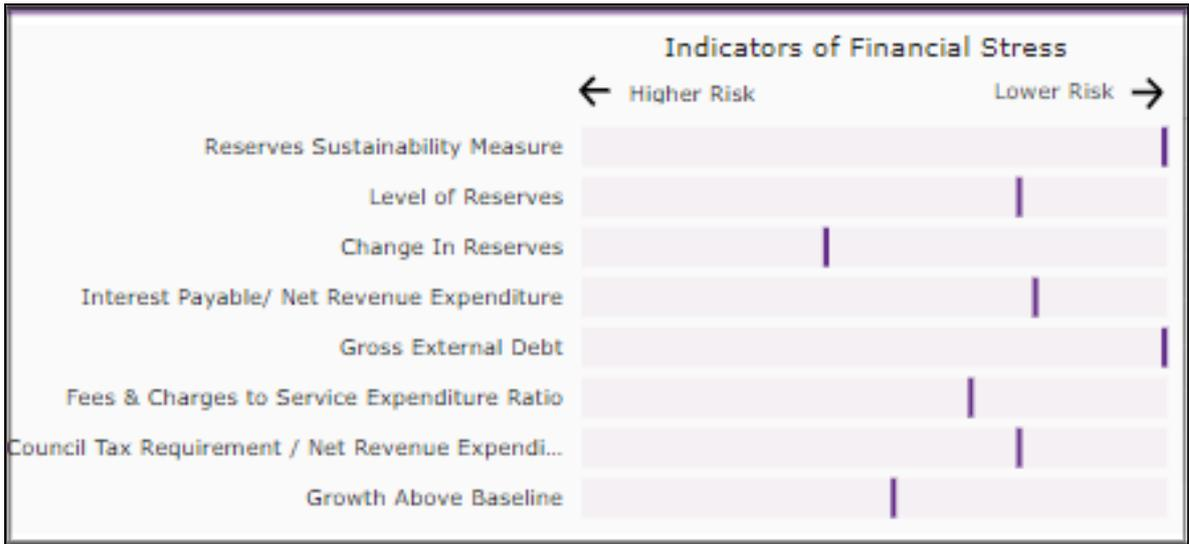 Indicators of Financial Stress
← Higher Risk Lower Risk →
Reserves Sustainability Measure
Level of Reserves
Change In Reserves
Interest Payable/ Net Revenue Expenditure
Gross External Debt
Fees & Charges to Service Expenditure Ratio
Council Tax Requirement / Net Revenue Expendi...
Growth Above Baseline